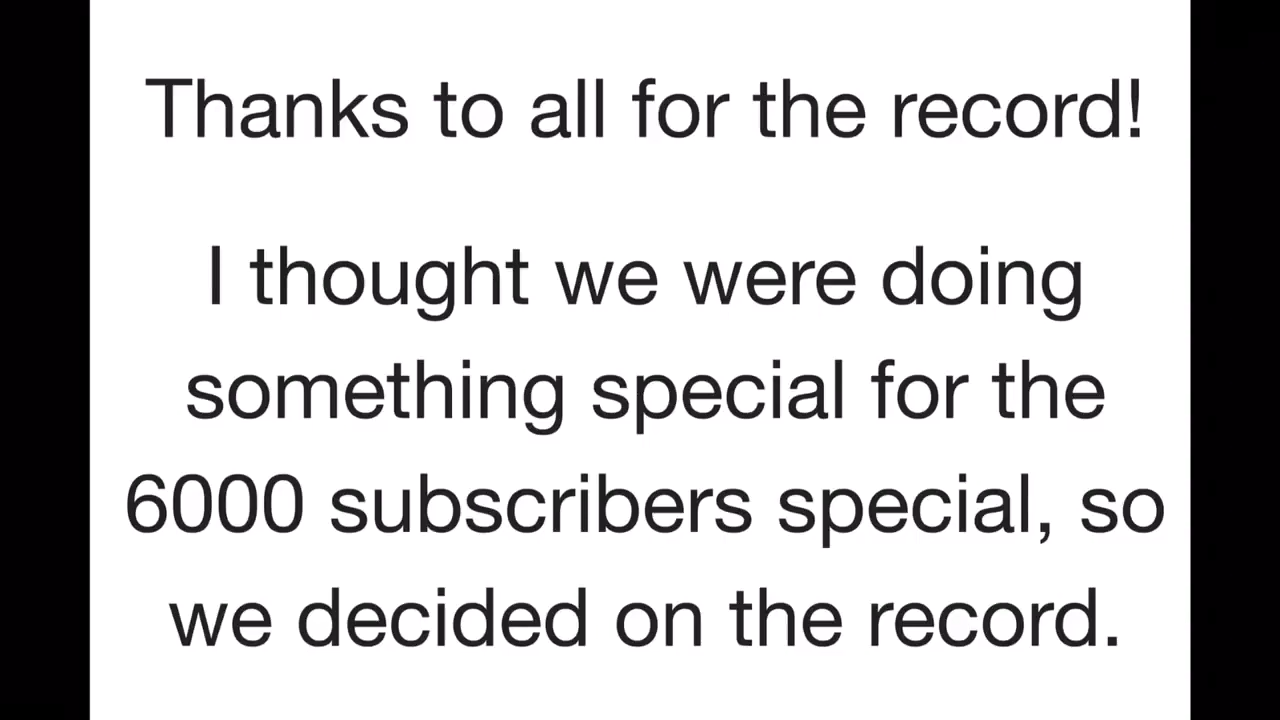 Thanks to all for the record!
I thought we were doing
something special for the
6000 subscribers special, so
we decided on the record.